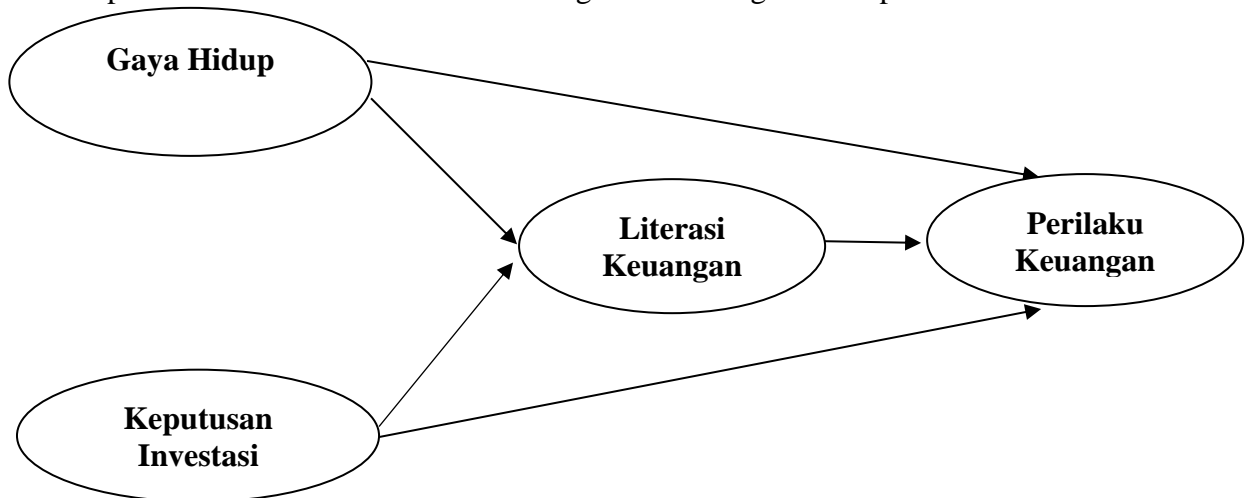 Gaya Hidup
Literasi
Keuangan
Perilaku
Keuangan
Keputusan
Investasi